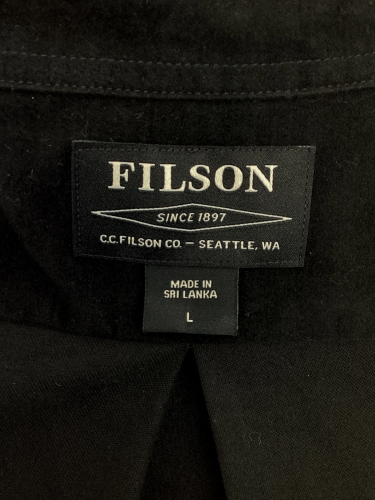 FILSON
SINCE 1897
C.C.FILSON CO. – SEATTLE, WA
MADE IN
SRI LANKA
L